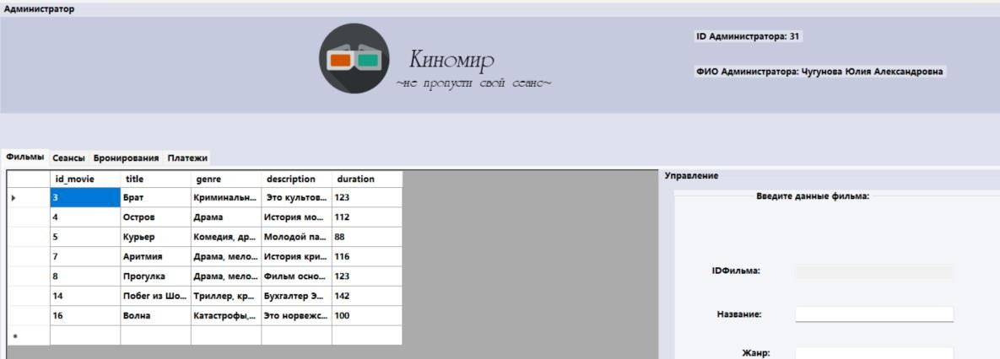 Администратор
ID Администратора: 31
Киномир
~не пропусти свой сеанс~
ФИО Администратора: Чугунова Юлия Александровна
Фильмы Сеансы Бронирования Платежи
id_movie title genre description duration
3 Брат Криминальн... Это культов... 123
4 Остров Драма История мо... 112
5 Курьер Комедия, др... Молодой па... 88
7 Аритмия Драма, мело... История кри... 116
8 Прогулка Драма, мело... Фильм осно... 123
14 Побег из Шо... Триллер, кр... Бухгалтер Э... 142
16 Волна Катастрофы,... Это норвежс... 100
Управление
Введите данные фильма:
IDФильма:
Название:
Жанр: